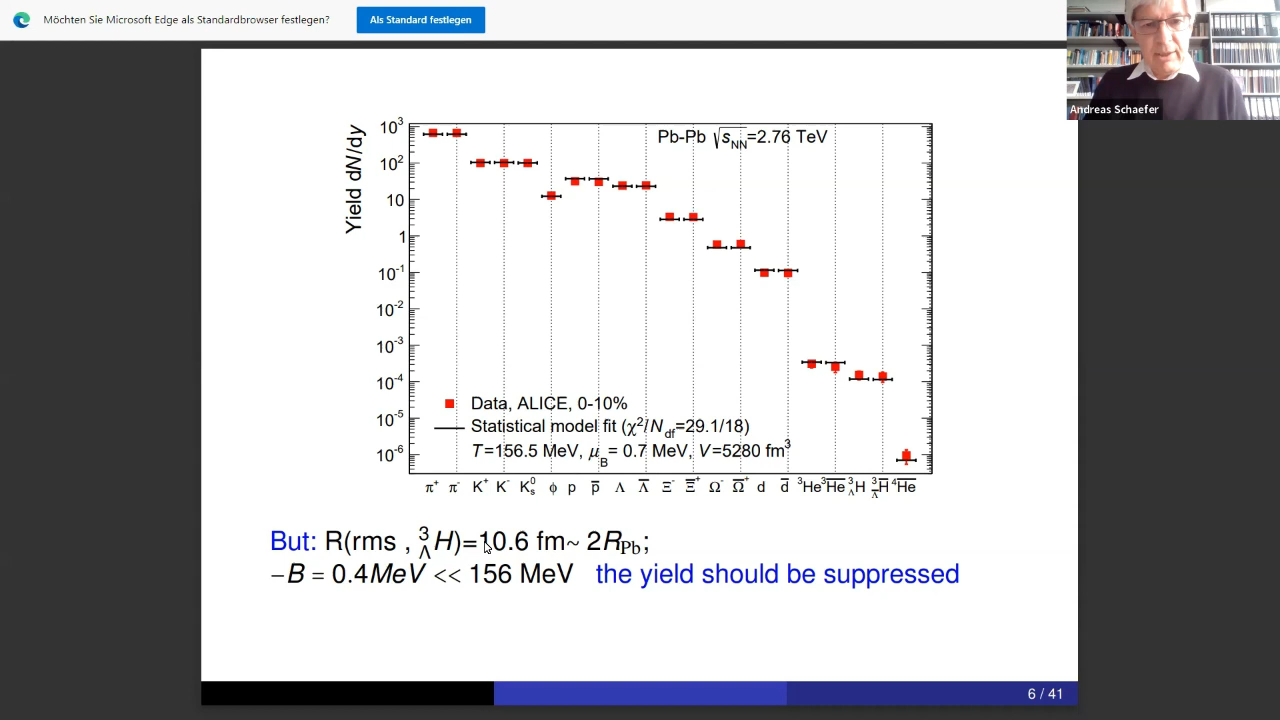 Möchten Sie Microsoft Edge als Standardbrowser festlegen? Als Standard festlegen
Andreas Schaefer
Pb-Pb √s_NN=2.76 TeV
Yield dN/dy
10³
10²
10
1
10⁻¹
10⁻²
10⁻³
10⁻⁴
10⁻⁵
10⁻⁶
Data, ALICE, 0-10%
Statistical model fit (χ²/N_df=29.1/18)
T=156.5 MeV, μ_B= 0.7 MeV, V=5280 fm³
π⁺ π⁻ K⁺ K⁻ K⁰_s ϕ p p̅ Λ Λ̅ Ξ⁻ Ξ̅⁺ Ω⁻ Ω̅⁺ d d̅ ³He ³H̅e̅ ³_ΛH ³_Λ̅H̅ ⁴H̅e̅
But: R(rms , ³_ΛH)=10.6 fm~ 2R_Pb;
−B = 0.4MeV << 156 MeV the yield should be suppressed
6 / 41